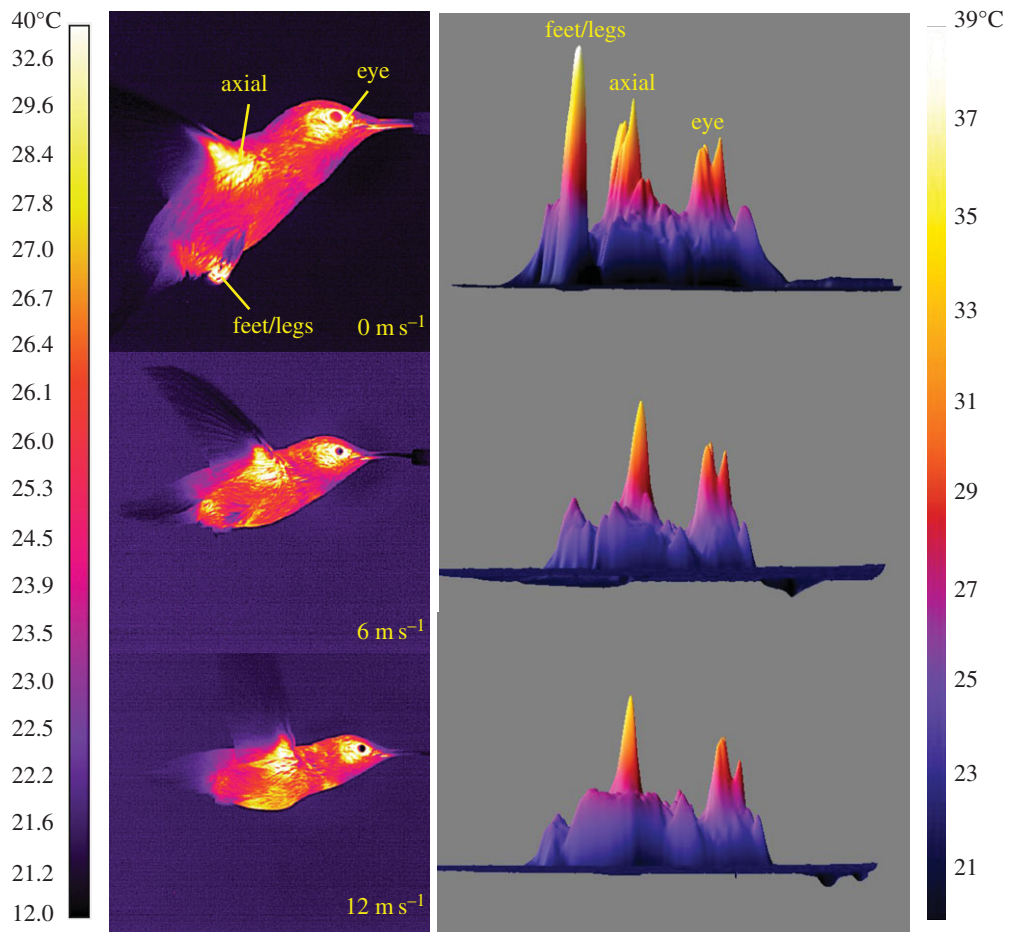 40°C
32.6
29.6
28.4
27.8
27.0
26.7
26.4
26.1
26.0
25.3
24.5
23.9
23.5
23.0
22.5
22.2
21.6
21.2
12.0
axial
eye
feet/legs
0 m s⁻¹
6 m s⁻¹
12 m s⁻¹
feet/legs
axial
eye
39°C
37
35
33
31
29
27
25
23
21